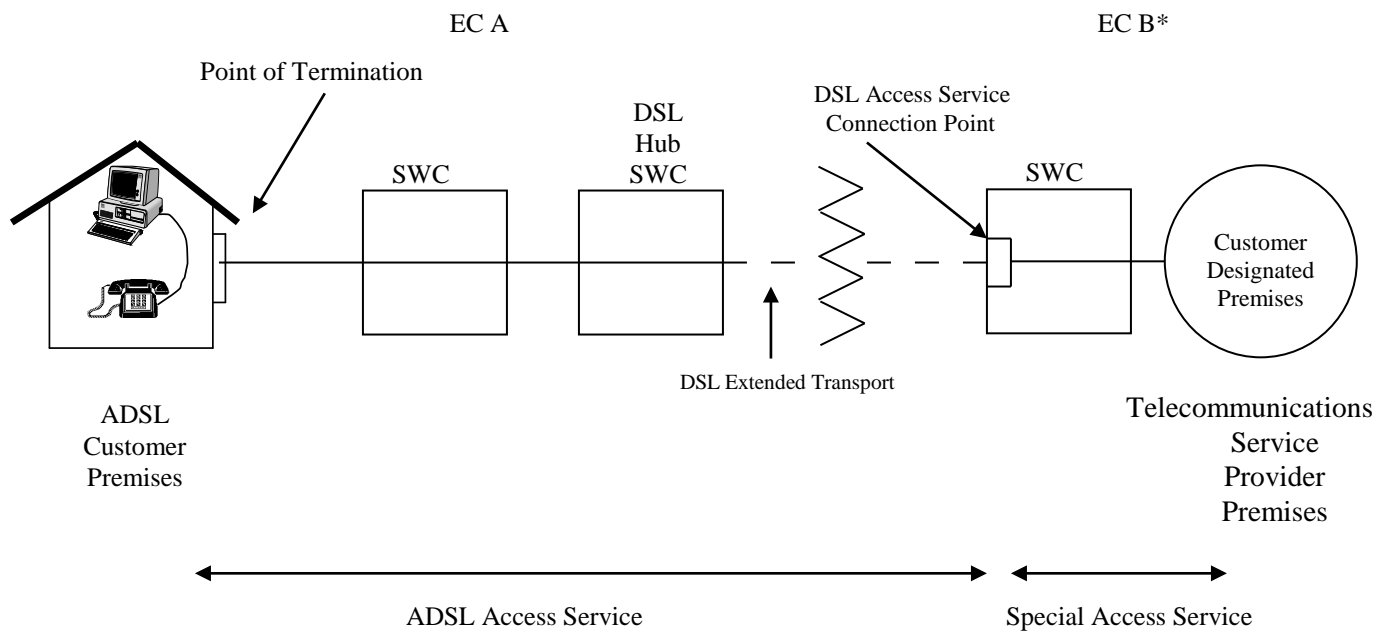 EC A
EC B*
Point of Termination
DSL Access Service
Connection Point
DSL
Hub
SWC
SWC
SWC
Customer
Designated
Premises
DSL Extended Transport
ADSL
Customer
Premises
Telecommunications
Service
Provider
Premises
ADSL Access Service
Special Access Service